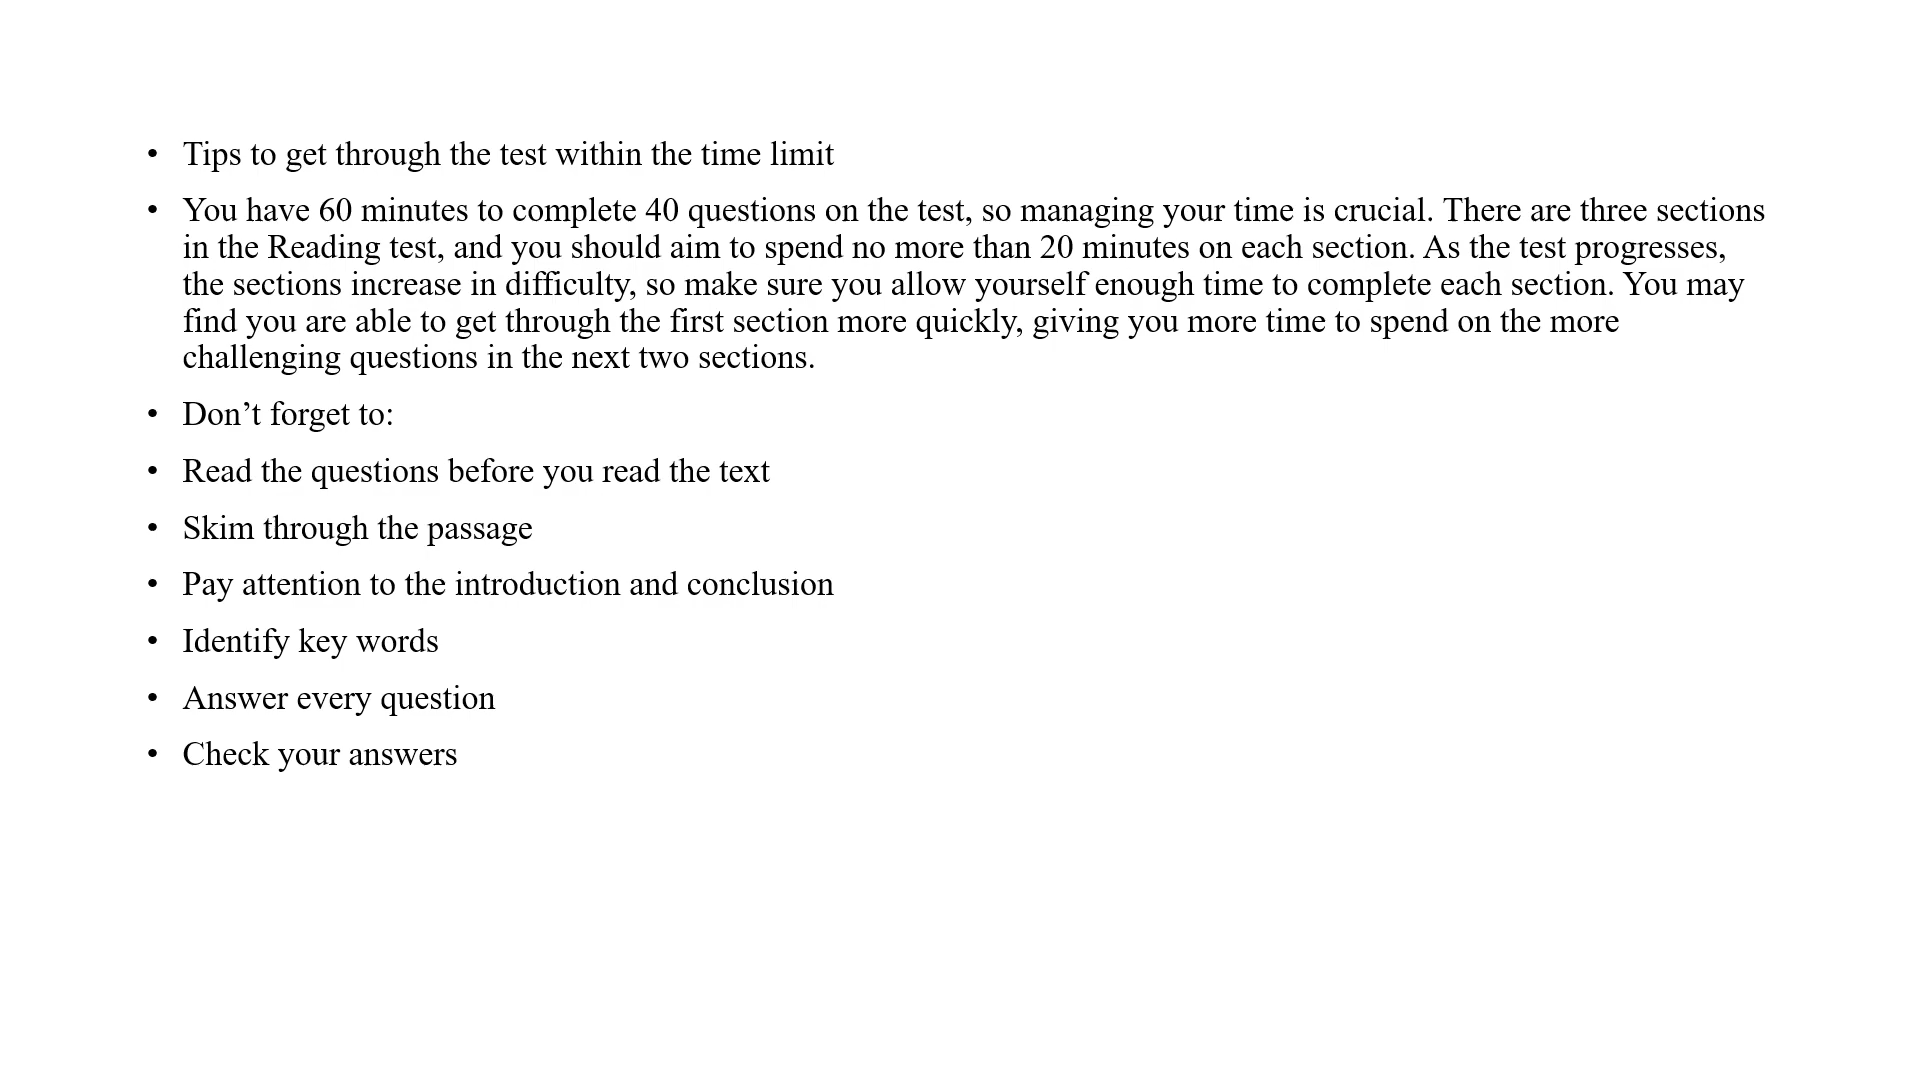 • Tips to get through the test within the time limit
• You have 60 minutes to complete 40 questions on the test, so managing your time is crucial. There are three sections
in the Reading test, and you should aim to spend no more than 20 minutes on each section. As the test progresses,
the sections increase in difficulty, so make sure you allow yourself enough time to complete each section. You may
find you are able to get through the first section more quickly, giving you more time to spend on the more
challenging questions in the next two sections.
• Don’t forget to:
• Read the questions before you read the text
• Skim through the passage
• Pay attention to the introduction and conclusion
• Identify key words
• Answer every question
• Check your answers